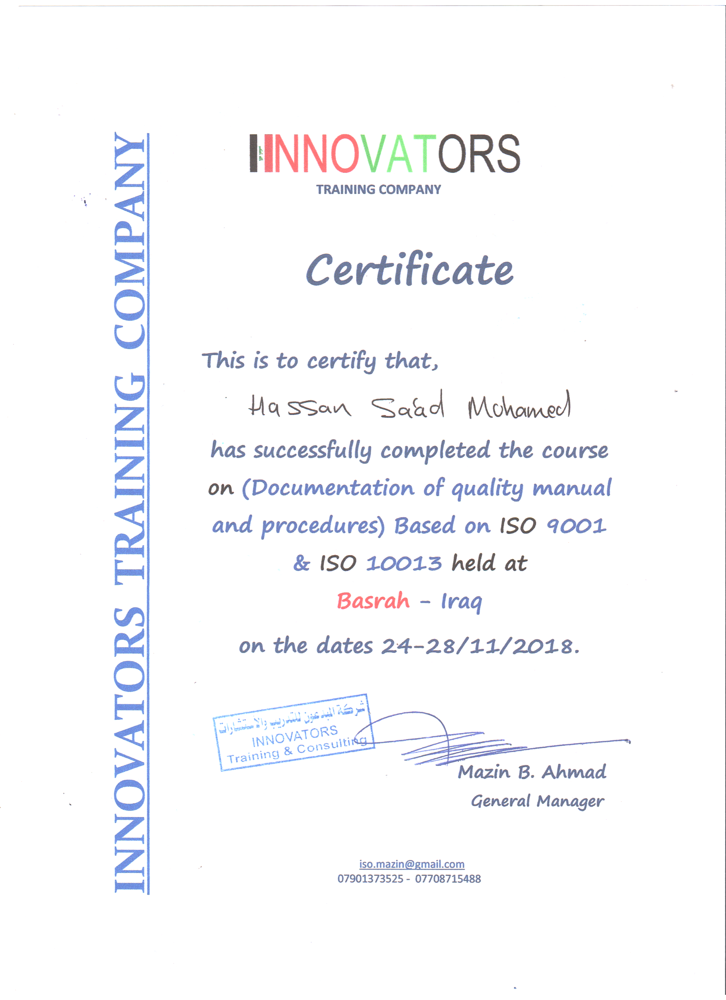 INNOVATORS TRAINING COMPANY
INNOVATORS
TRAINING COMPANY
Certificate
This is to certify that,
Hassan Sa'ad Mohamed
has successfully completed the course
on (Documentation of quality manual
and procedures) Based on ISO 9001
& ISO 10013 held at
Basrah - Iraq
on the dates 24-28/11/2018.
شركة المبدعون للتدريب والاستشارات
INNOVATORS
Training & Consulting
Mazin B. Ahmad
General Manager
iso.mazin@gmail.com
07901373525 - 07708715488